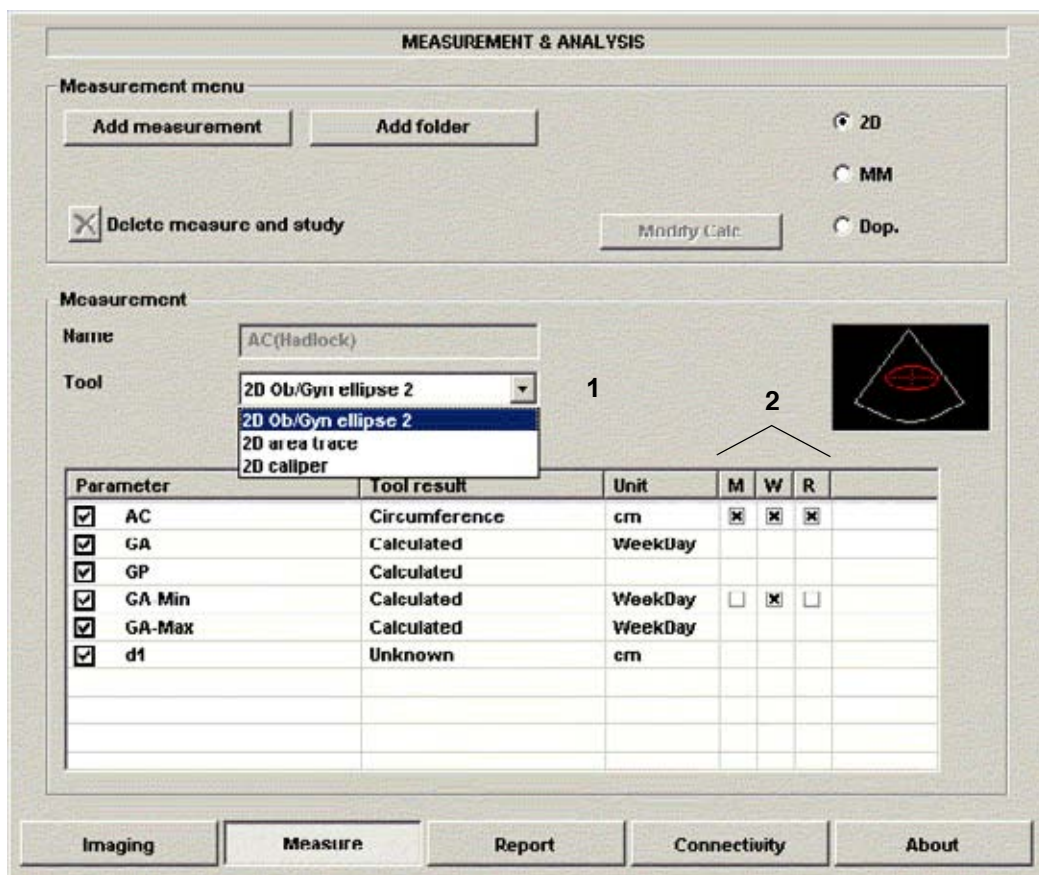 MEASUREMENT & ANALYSIS
Measurement menu
Add measurement Add folder 2D
MM
Delete measure and study Modify Calc Dop.
Measurement
Name AC(Hadlock)
Tool 2D Ob/Gyn ellipse 2 1
2D Ob/Gyn ellipse 2 2
2D area trace
2D caliper
Parameter Tool result Unit M W R
AC Circumference cm
GA Calculated WeekDay
GP Calculated
GA-Min Calculated WeekDay
GA-Max Calculated WeekDay
d1 Unknown cm
Imaging Measure Report Connectivity About